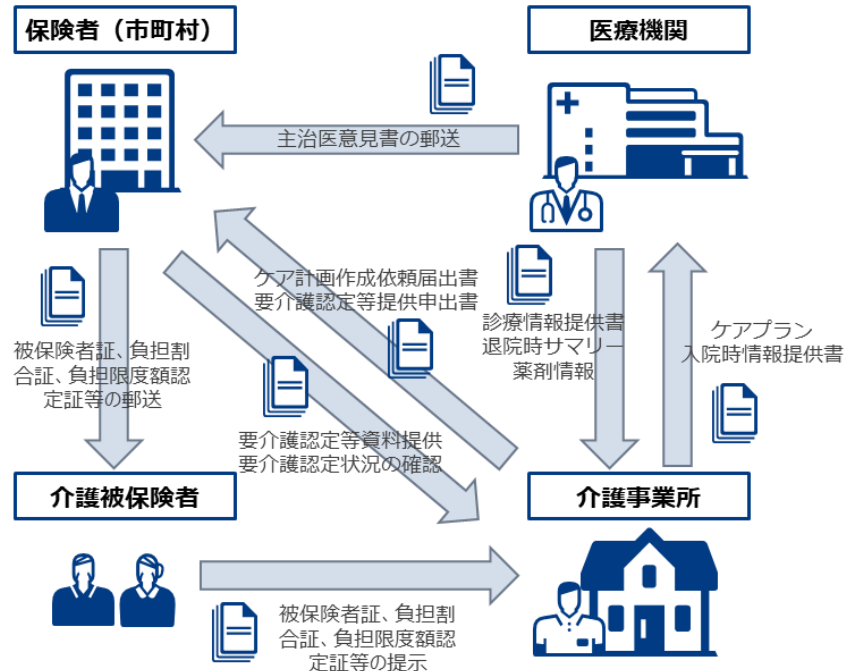 保険者（市町村）
医療機関
主治医意見書の郵送
ケア計画作成依頼届出書
要介護認定等提供申出書
診療情報提供書
退院時サマリー
薬剤情報
ケアプラン
入院時情報提供書
被保険者証、負担割
合証、負担限度額認
定証等の郵送
要介護認定等資料提供
要介護認定状況の確認
介護被保険者
介護事業所
被保険者証、負担割
合証、負担限度額認
定証等の提示